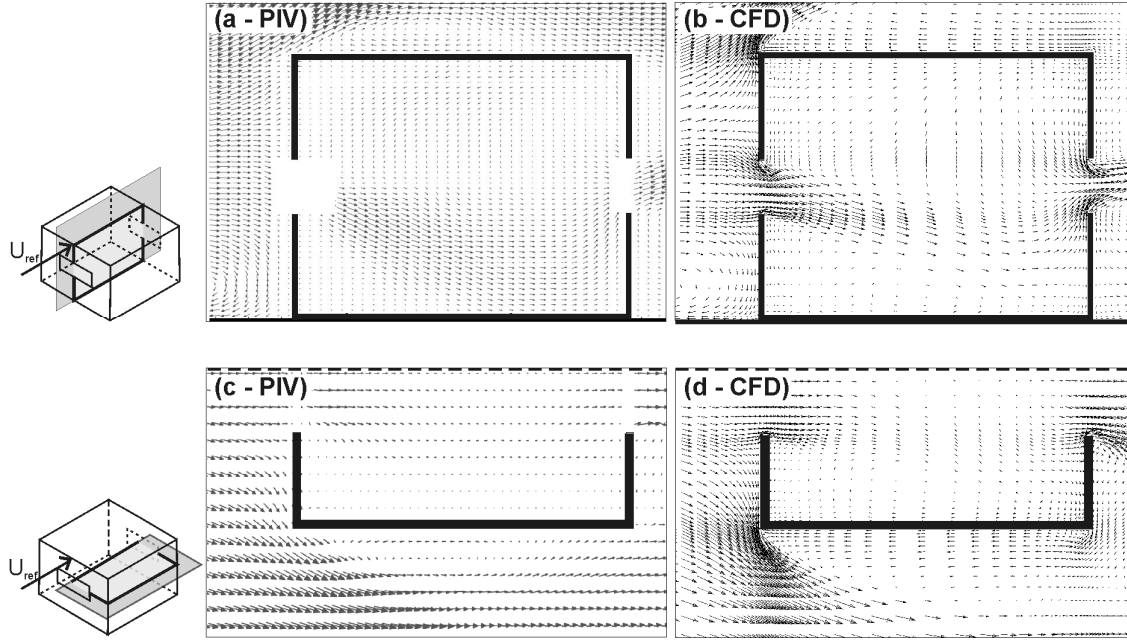 (a - PIV)
(b - CFD)
U_ref
(c - PIV)
(d - CFD)
U_ref